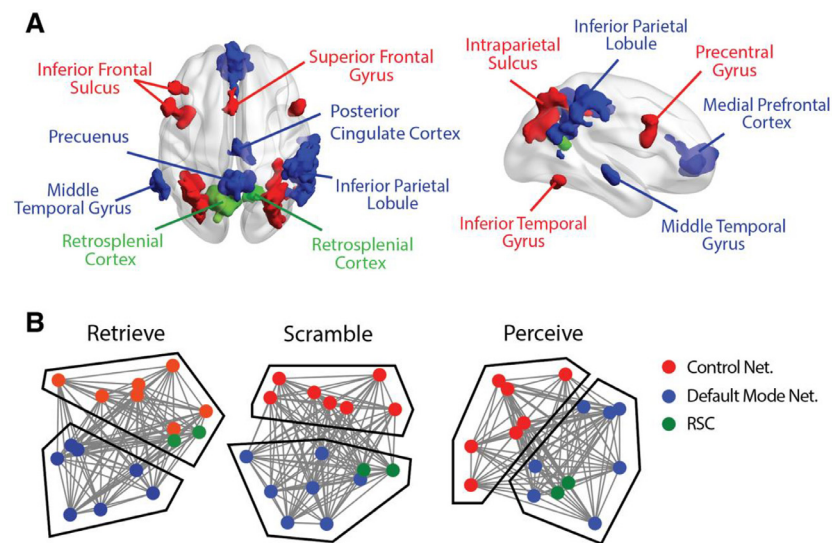 A
Inferior Frontal
Sulcus
Superior Frontal
Gyrus
Precuenus
Posterior
Cingulate Cortex
Middle
Temporal Gyrus
Inferior Parietal
Lobule
Retrosplenial
Cortex
Retrosplenial
Cortex
Intraparietal
Sulcus
Inferior Parietal
Lobule
Precentral
Gyrus
Medial Prefrontal
Cortex
Inferior Temporal
Gyrus
Middle Temporal
Gyrus
B
Retrieve
Scramble
Perceive
Control Net.
Default Mode Net.
RSC